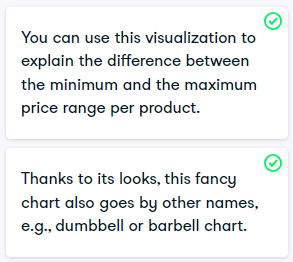 You can use this visualization to
explain the difference between
the minimum and the maximum
price range per product.
Thanks to its looks, this fancy
chart also goes by other names,
e.g., dumbbell or barbell chart.